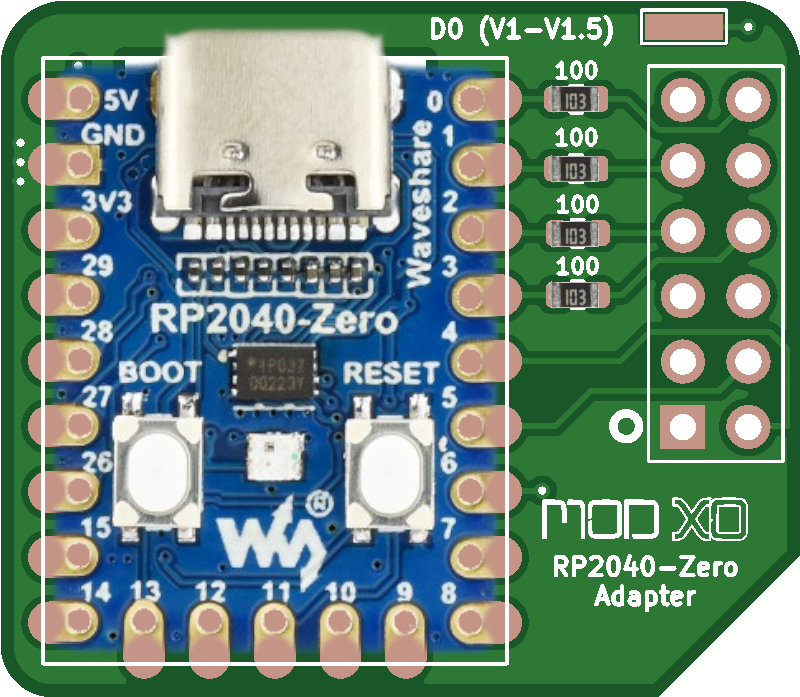 D0 (V1-V1.5)
5V
GND
3V3
29
28
27
26
15
14
13
12
11
10
9
8
7
6
5
4
3
2
1
0
Waveshare
RP2040-Zero
BOOT
RESET
®
100
103
100
103
100
103
100
103
MOD XO
RP2040-Zero
Adapter